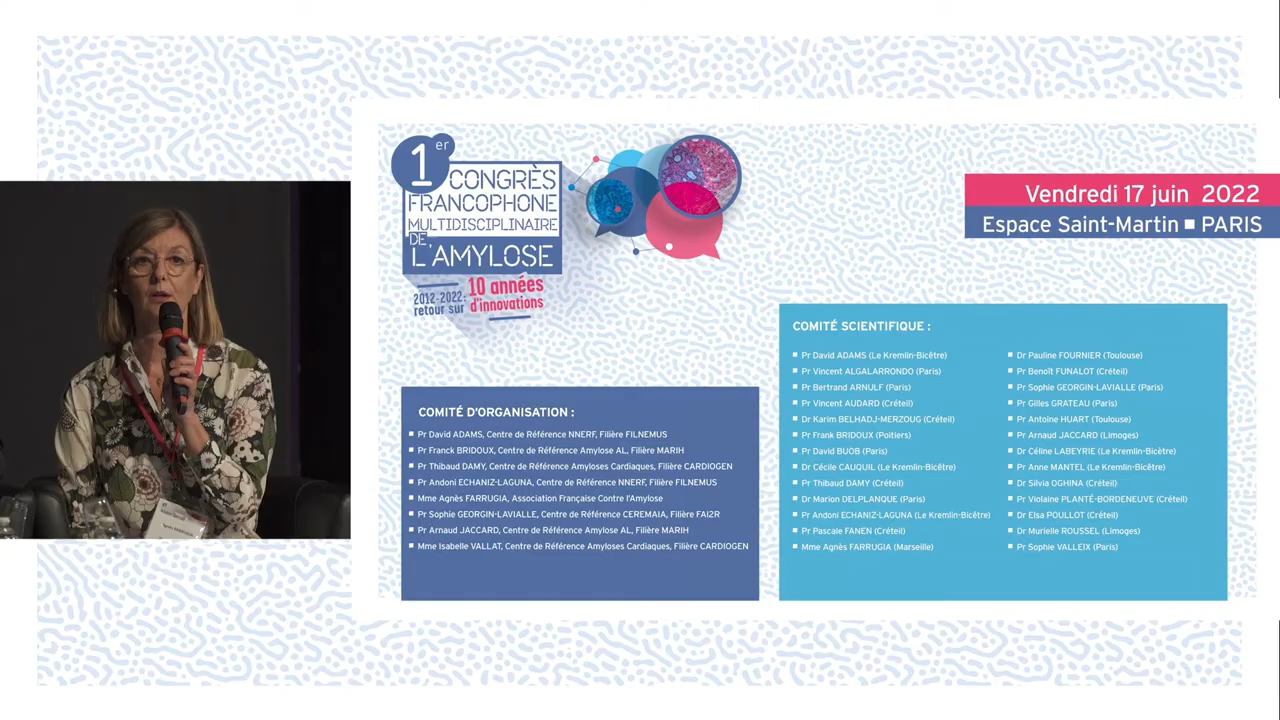 1er
CONGRÈS
FRANCOPHONE
MULTIDISCIPLINAIRE
DE
L'AMYLOSE
2012-2022:
retour sur
10 années
d'innovations
Vendredi 17 juin 2022
Espace Saint-Martin ■ PARIS
COMITÉ D'ORGANISATION :
■ Pr David ADAMS, Centre de Référence NNERF, Filière FILNEMUS
■ Pr Franck BRIDOUX, Centre de Référence Amylose AL, Filière MARIH
■ Pr Thibaud DAMY, Centre de Référence Amyloses Cardiaques, Filière CARDIOGEN
■ Pr Andoni ECHANIZ-LAGUNA, Centre de Référence NNERF, Filière FILNEMUS
■ Mme Agnès FARRUGIA, Association Française Contre l'Amylose
■ Pr Sophie GEORGIN-LAVIALLE, Centre de Référence CEREMAIA, Filière FAI2R
■ Pr Arnaud JACCARD, Centre de Référence Amylose AL, Filière MARIH
■ Mme Isabelle VALLAT, Centre de Référence Amyloses Cardiaques, Filière CARDIOGEN
COMITÉ SCIENTIFIQUE :
■ Pr David ADAMS (Le Kremlin-Bicêtre)
■ Pr Vincent ALGALARRONDO (Paris)
■ Pr Bertrand ARNULF (Paris)
■ Pr Vincent AUDARD (Créteil)
■ Dr Karim BELHADJ-MERZOUG (Créteil)
■ Pr Frank BRIDOUX (Poitiers)
■ Pr David BUOB (Paris)
■ Dr Cécile CAUQUIL (Le Kremlin-Bicêtre)
■ Pr Thibaud DAMY (Créteil)
■ Dr Marion DELPLANQUE (Paris)
■ Pr Andoni ECHANIZ-LAGUNA (Le Kremlin-Bicêtre)
■ Pr Pascale FANEN (Créteil)
■ Mme Agnès FARRUGIA (Marseille)
■ Dr Pauline FOURNIER (Toulouse)
■ Pr Benoît FUNALOT (Créteil)
■ Pr Sophie GEORGIN-LAVIALLE (Paris)
■ Pr Gilles GRATEAU (Paris)
■ Pr Antoine HUART (Toulouse)
■ Pr Arnaud JACCARD (Limoges)
■ Dr Céline LABEYRIE (Le Kremlin-Bicêtre)
■ Pr Anne MANTEL (Le Kremlin-Bicêtre)
■ Dr Silvia OGHINA (Créteil)
■ Pr Violaine PLANTÉ-BORDENEUVE (Créteil)
■ Dr Elsa POULLOT (Créteil)
■ Dr Murielle ROUSSEL (Limoges)
■ Pr Sophie VALLEIX (Paris)